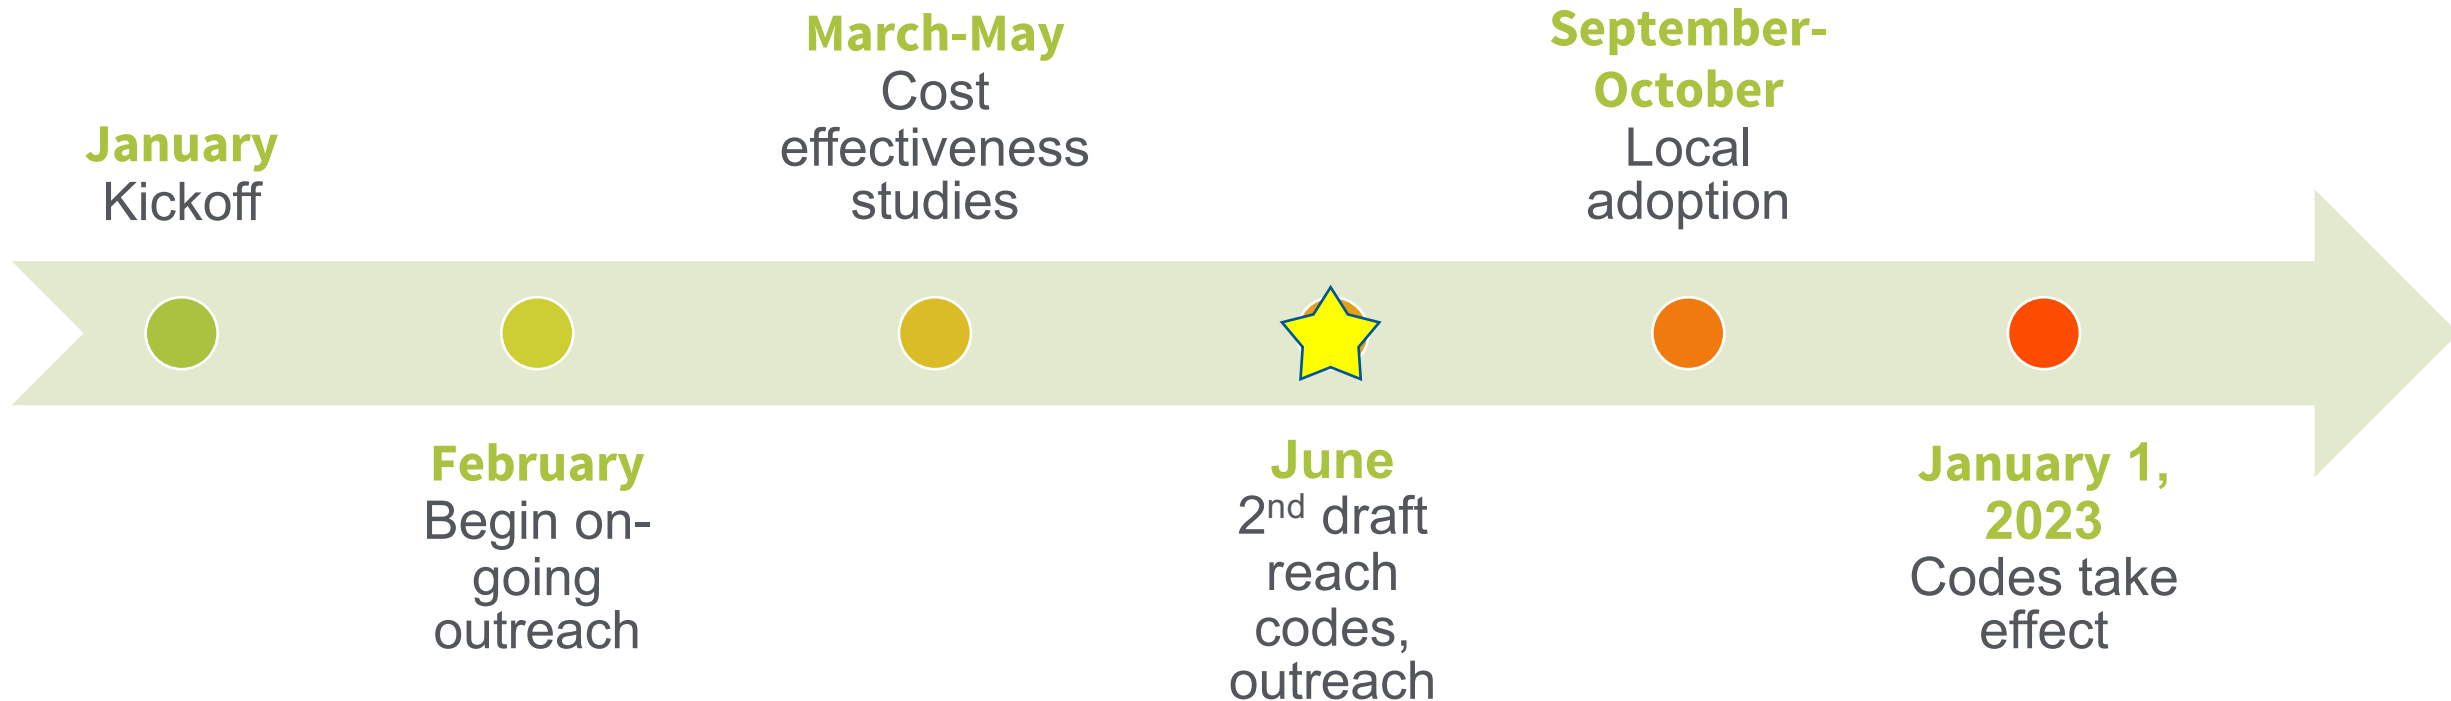 January
Kickoff
February
Begin on-
going
outreach
March-May
Cost
effectiveness
studies
June
2nd draft
reach
codes,
outreach
September-
October
Local
adoption
January 1,
2023
Codes take
effect